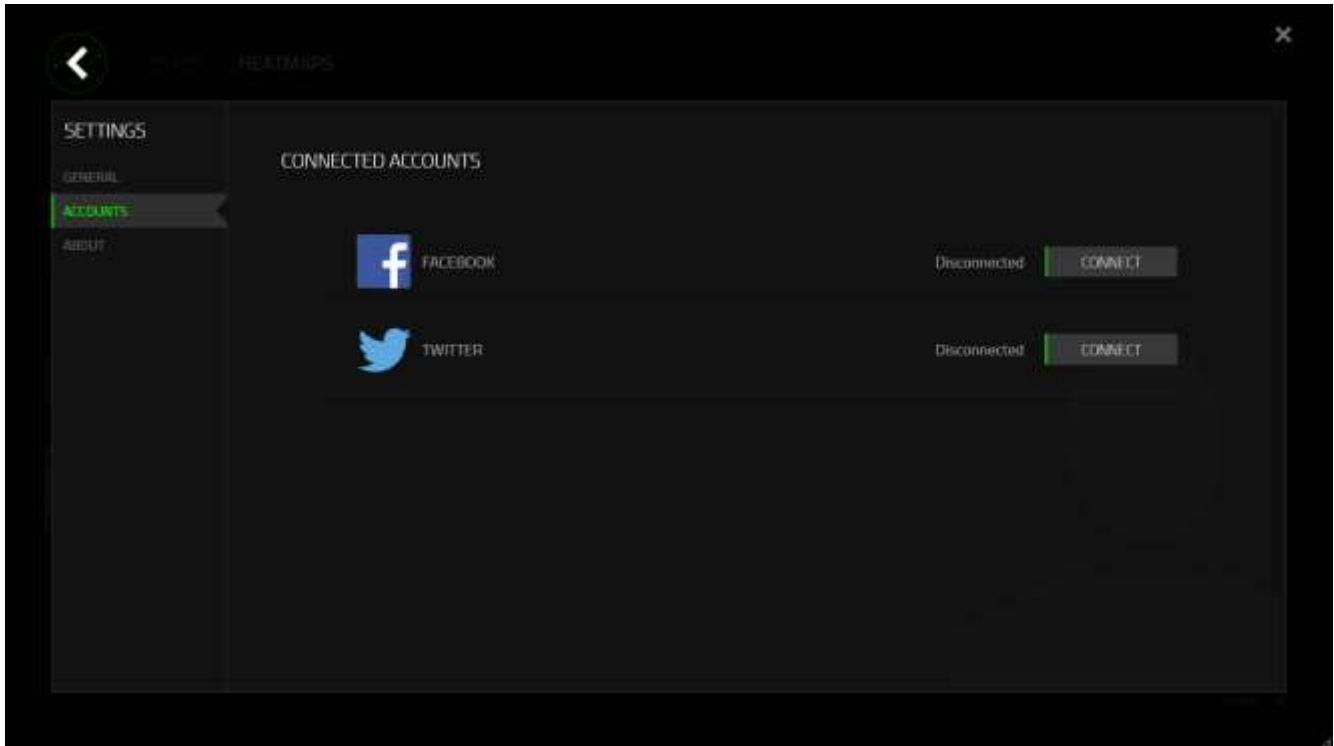 HEATMAPS
SETTINGS
GENERAL
ACCOUNTS
ABOUT
CONNECTED ACCOUNTS
FACEBOOK Disconnected CONNECT
TWITTER Disconnected CONNECT